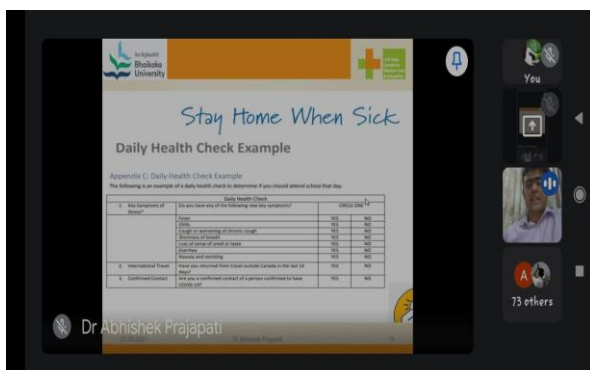 Bhaikaka
University
Stay Home When Sick
Daily Health Check Example
Appendix C: Daily Health Check Example
The following is an example of a daily health check to determine if you should attend school that day.
Daily Health Check
1. Key Symptoms of Illness* Do you have any of the following new key symptoms? CIRCLE ONE
Fever YES NO
Chills YES NO
Cough or worsening of chronic cough YES NO
Shortness of breath YES NO
Loss of sense of smell or taste YES NO
Diarrhea YES NO
Nausea and vomiting YES NO
2. International Travel Have you returned from travel outside Canada in the last 14 days? YES NO
3. Confirmed Contact Are you a confirmed contact of a person confirmed to have COVID-19? YES NO
Dr Abhishek Prajapati
Dr Abhishek Prajapati
You
A
73 others